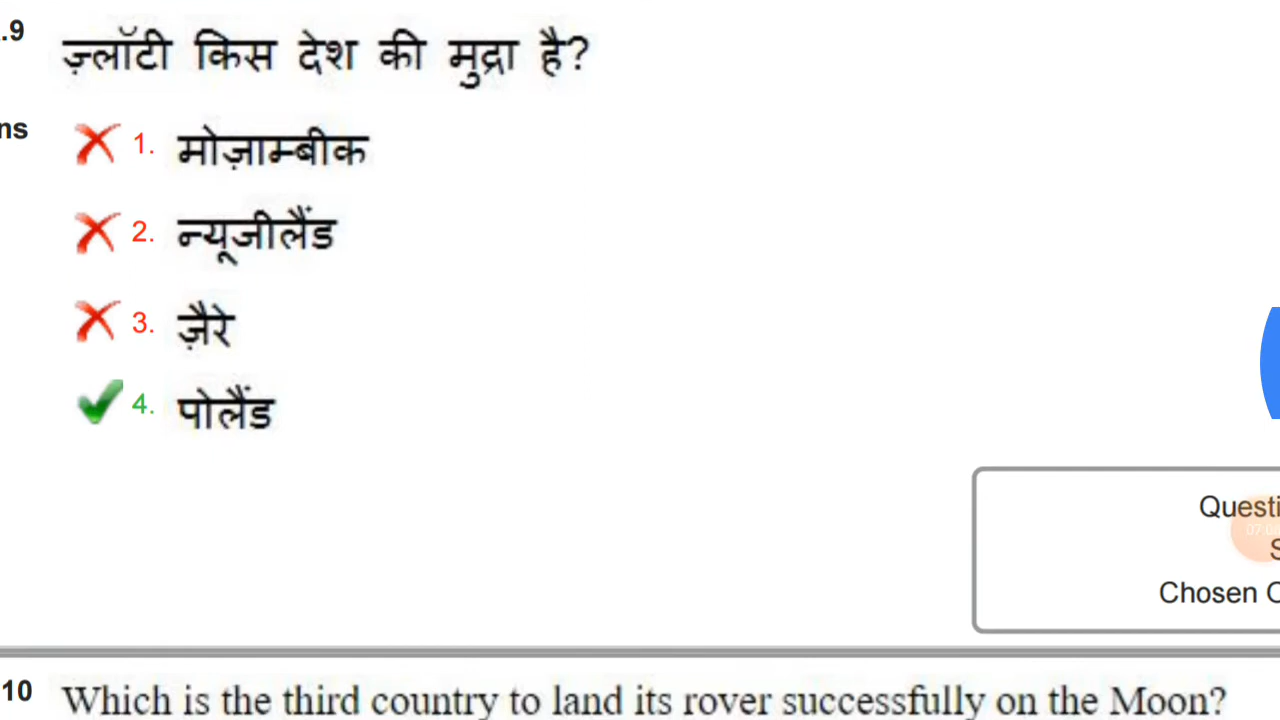 .9 ज़्लॉटी किस देश की मुद्रा है?
ns 1. मोज़ाम्बीक
2. न्यूजीलैंड
3. ज़ैरे
4. पोलैंड
Questi
S
Chosen O
10 Which is the third country to land its rover successfully on the Moon?